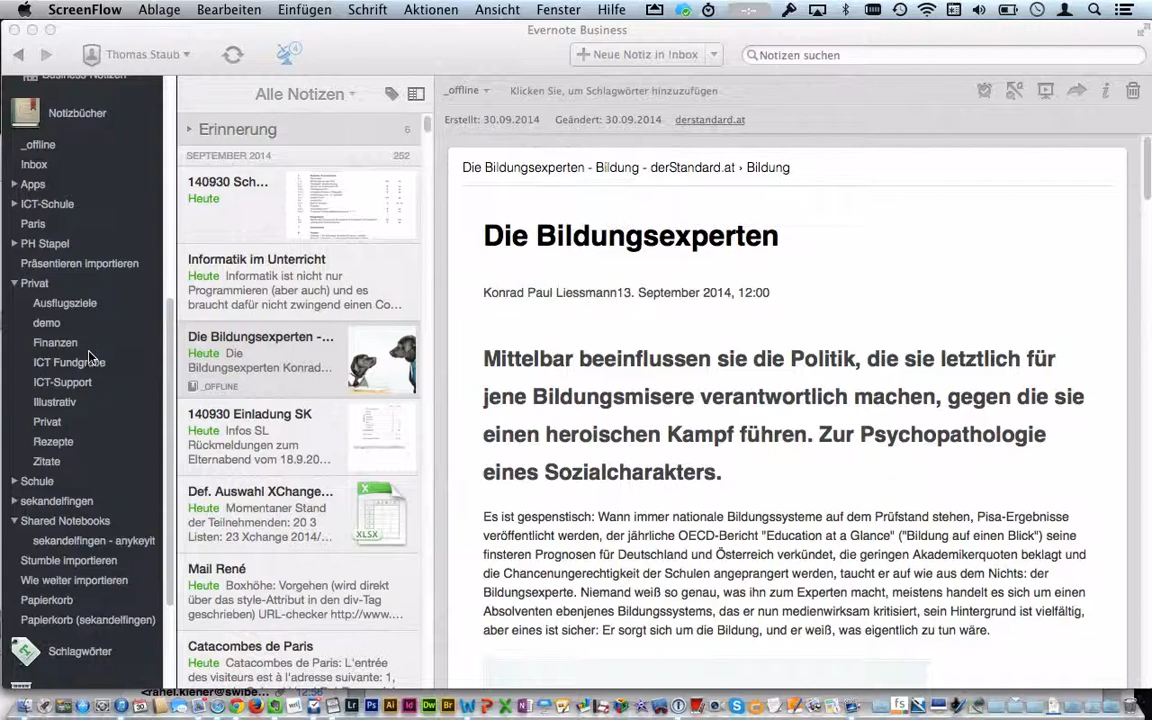 ScreenFlow Ablage Bearbeiten Einfügen Schrift Aktionen Ansicht Fenster Hilfe
Evernote Business
Thomas Staub
4
Neue Notiz in Inbox
Notizen suchen
Business Notizen
Notizbücher
_offline
Inbox
Apps
ICT-Schule
Paris
PH Stapel
Präsentieren importieren
Privat
Ausflugsziele
demo
Finanzen
ICT Fundgrube
ICT-Support
Illustrativ
Privat
Rezepte
Zitate
Schule
sekandelfingen
Shared Notebooks
sekandelfingen - anykeyit
Stumble importieren
Wie weiter importieren
Papierkorb
Papierkorb (sekandelfingen)
Schlagwörter
Alle Notizen
Erinnerung 6
SEPTEMBER 2014 252
140930 Sch...
Heute
Informatik im Unterricht
Heute Informatik ist nicht nur
Programmieren (aber auch) und es
braucht dafür nicht zwingend einen Co...
Die Bildungsexperten -...
Heute Die
Bildungsexperten Konrad...
_OFFLINE
140930 Einladung SK
Heute Infos SL
Rückmeldungen zum
Elternabend vom 18.9.20...
Def. Auswahl XChange...
Heute Momentaner Stand
der Teilnehmenden: 20 3
Listen: 23 Xchange 2014/...
XLSX
Mail René
Heute Boxhöhe: Vorgehen (wird direkt
über das style-Attribut in den div-Tag
geschrieben) URL-checker http://www....
Catacombes de Paris
Heute Catacombes de Paris: L'entrée
des visiteurs est à l'adresse suivante: 1,
_offline Klicken Sie, um Schlagwörter hinzuzufügen
Erstellt: 30.09.2014 Geändert: 30.09.2014 derstandard.at
Die Bildungsexperten - Bildung - derStandard.at › Bildung
Die Bildungsexperten
Konrad Paul Liessmann13. September 2014, 12:00
Mittelbar beeinflussen sie die Politik, die sie letztlich für
jene Bildungsmisere verantwortlich machen, gegen die sie
einen heroischen Kampf führen. Zur Psychopathologie
eines Sozialcharakters.
Es ist gespenstisch: Wann immer nationale Bildungssysteme auf dem Prüfstand stehen, Pisa-Ergebnisse
veröffentlicht werden, der jährliche OECD-Bericht "Education at a Glance" ("Bildung auf einen Blick") seine
finsteren Prognosen für Deutschland und Österreich verkündet, die geringen Akademikerquoten beklagt und
die Chancenungerechtigkeit der Schulen angeprangert werden, taucht er auf wie aus dem Nichts: der
Bildungsexperte. Niemand weiß so genau, was ihn zum Experten macht, meistens handelt es sich um einen
Absolventen ebenjenes Bildungssystems, das er nun medienwirksam kritisiert, sein Hintergrund ist vielfältig,
aber eines ist sicher: Er sorgt sich um die Bildung, und er weiß, was eigentlich zu tun wäre.
<rahel.kiener@swibe...